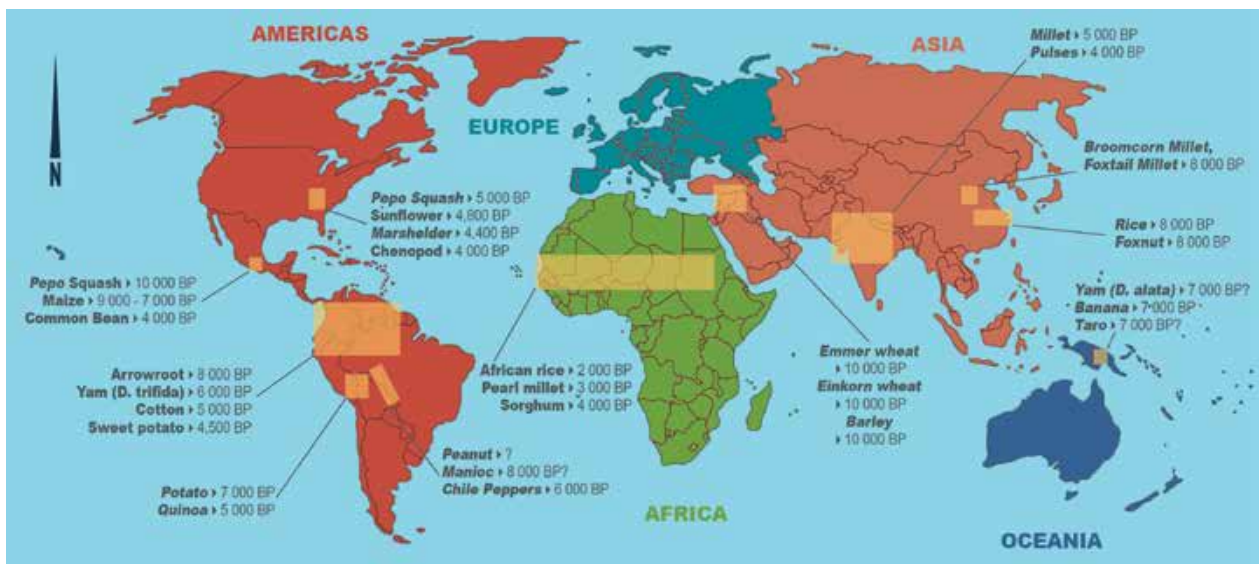 AMERICAS
EUROPE
ASIA
AFRICA
OCEANIA
N
Pepo Squash ‣ 5 000 BP
Sunflower ‣ 4,800 BP
Marshelder ‣ 4,400 BP
Chenopod ‣ 4 000 BP
Pepo Squash ‣ 10 000 BP
Maize ‣ 9 000 - 7 000 BP
Common Bean ‣ 4 000 BP
Arrowroot ‣ 8 000 BP
Yam (D. trifida) ‣ 6 000 BP
Cotton ‣ 5 000 BP
Sweet potato ‣ 4,500 BP
Potato ‣ 7 000 BP
Quinoa ‣ 5 000 BP
Peanut ‣ ?
Manioc ‣ 8 000 BP?
Chile Peppers ‣ 6 000 BP
African rice ‣ 2 000 BP
Pearl millet ‣ 3 000 BP
Sorghum ‣ 4 000 BP
Emmer wheat
‣ 10 000 BP
Einkorn wheat
‣ 10 000 BP
Barley
‣ 10 000 BP
Millet ‣ 5 000 BP
Pulses ‣ 4 000 BP
Broomcorn Millet,
Foxtail Millet ‣ 8 000 BP
Rice ‣ 8 000 BP
Foxnut ‣ 8 000 BP
Yam (D. alata) ‣ 7 000 BP?
Banana ‣ 7 000 BP
Taro ‣ 7 000 BP?